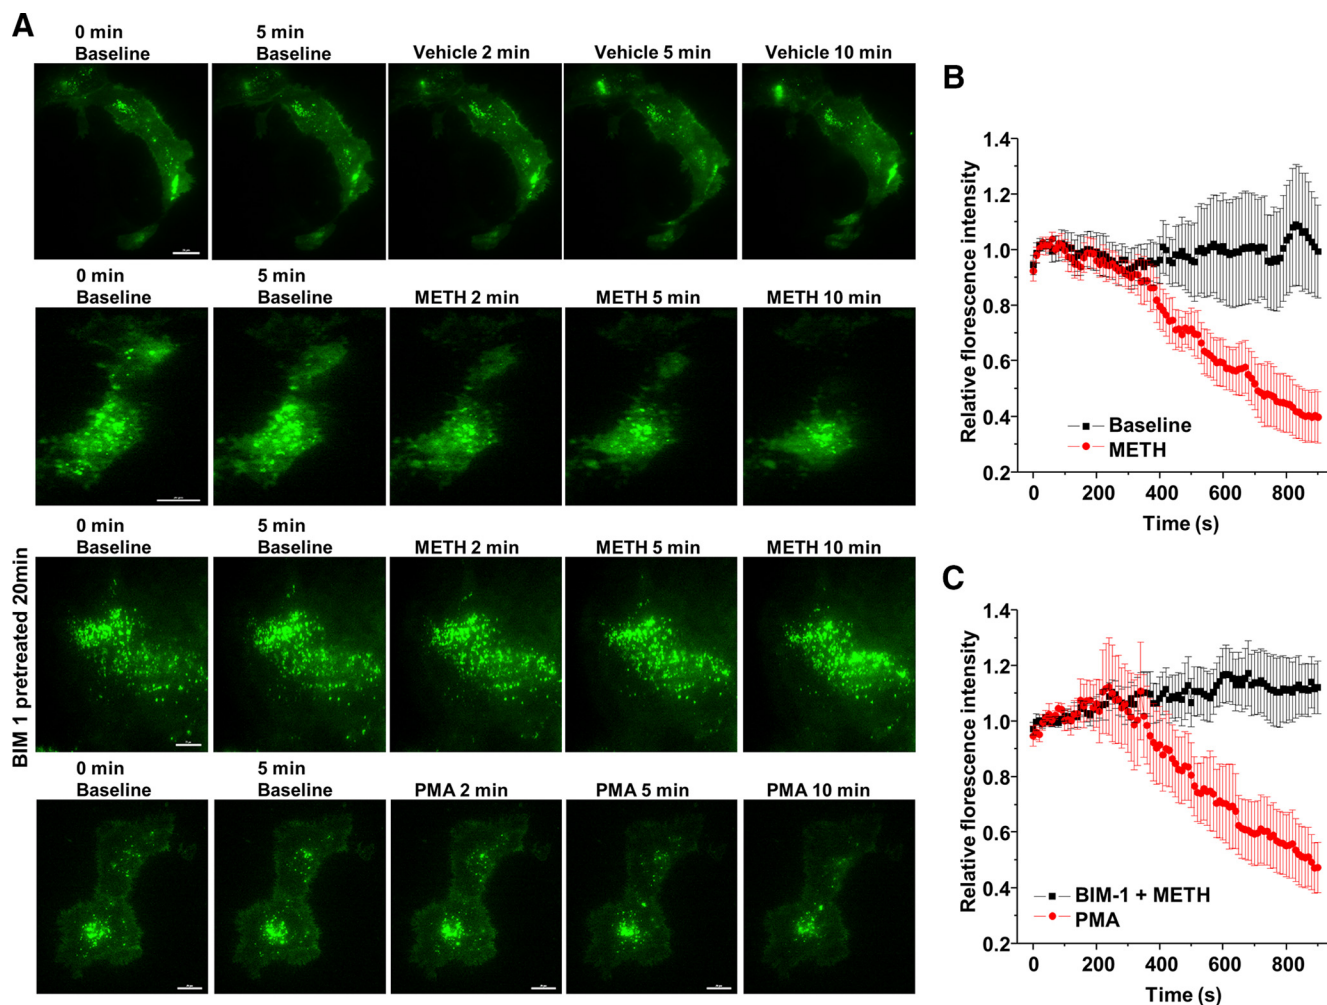 A
0 min
Baseline
5 min
Baseline
Vehicle 2 min
Vehicle 5 min
Vehicle 10 min
0 min
Baseline
5 min
Baseline
METH 2 min
METH 5 min
METH 10 min
BIM 1 pretreated 20min
0 min
Baseline
5 min
Baseline
METH 2 min
METH 5 min
METH 10 min
0 min
Baseline
5 min
Baseline
PMA 2 min
PMA 5 min
PMA 10 min
B
Relative florescence intensity
1.4
1.2
1.0
0.8
0.6
0.4
0.2
Baseline
METH
0 200 400 600 800
Time (s)
C
Relative florescence intensity
1.4
1.2
1.0
0.8
0.6
0.4
0.2
BIM-1 + METH
PMA
0 200 400 600 800
Time (s)